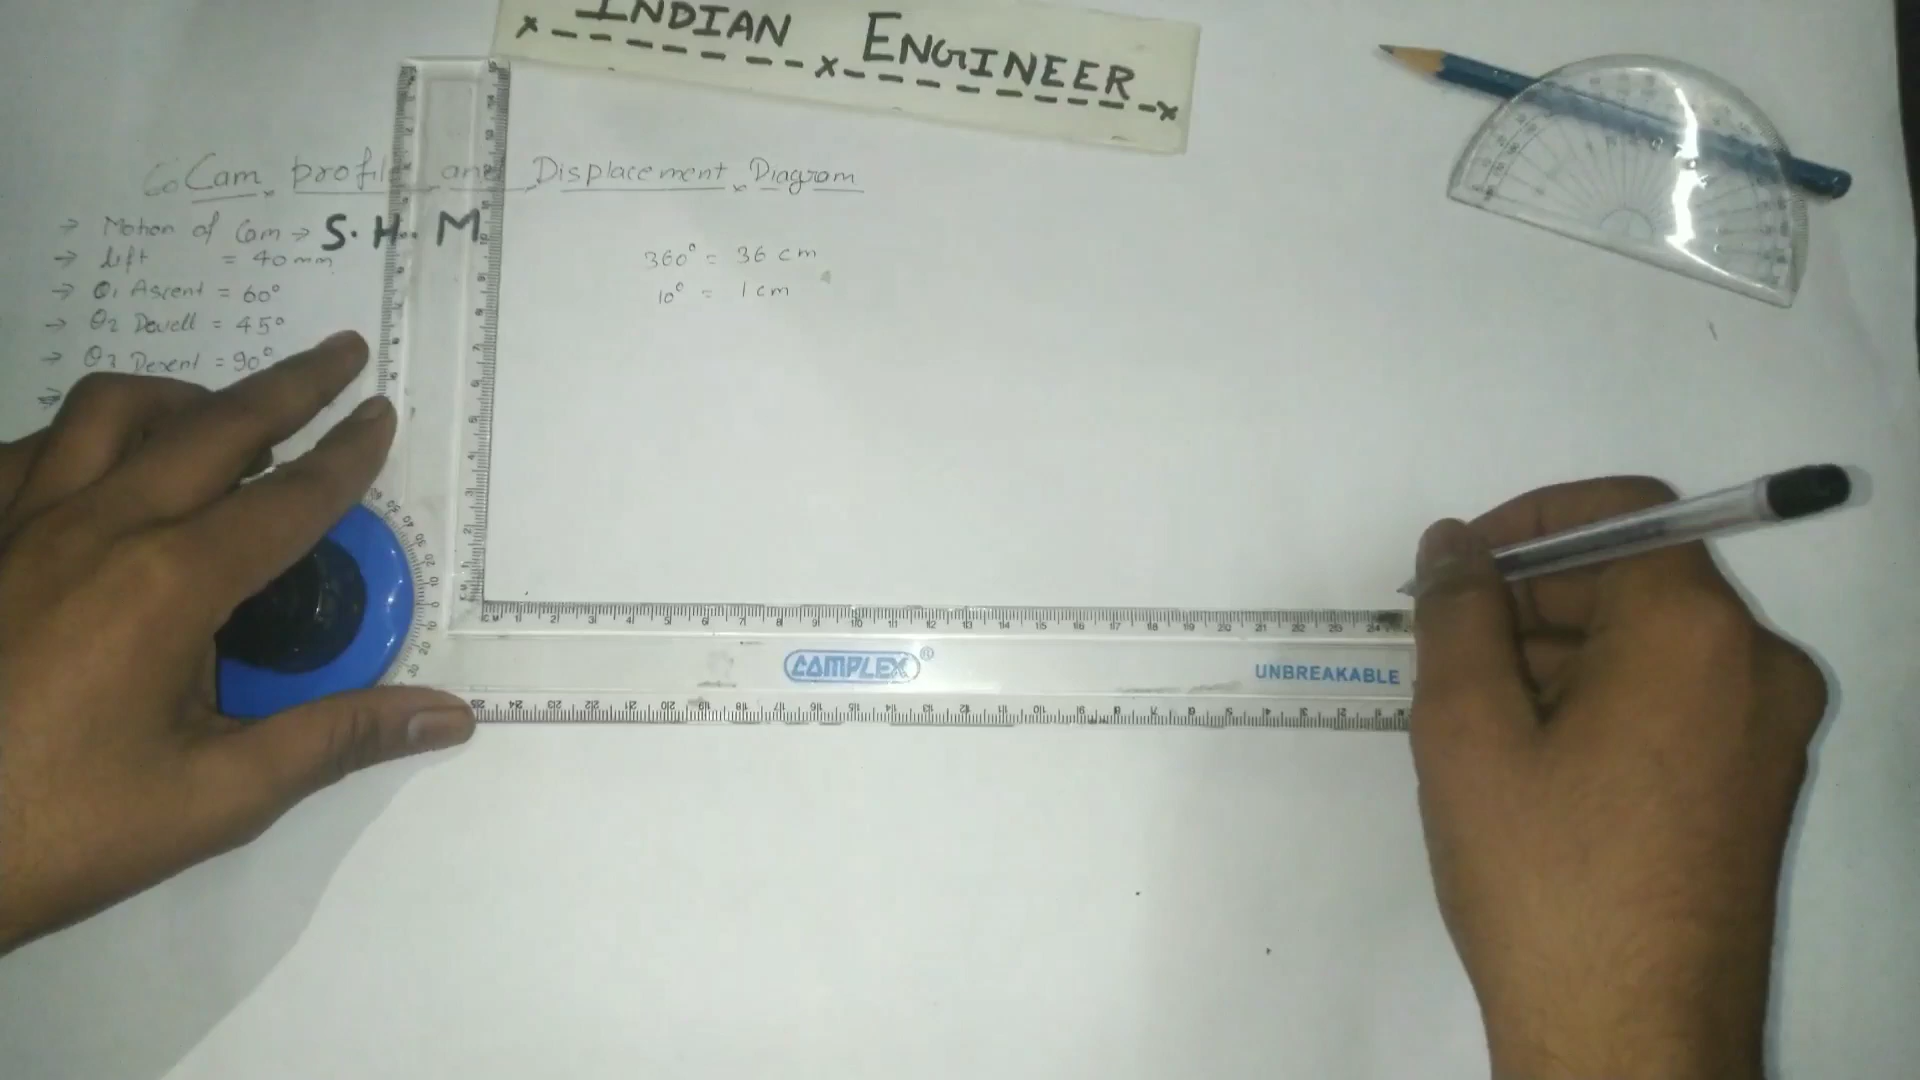 INDIAN ENGINEER
Cam profile and Displacement Diagram
→ Motion of Cam → S.H.M
→ Lift = 40mm
→ θ1 Ascent = 60°
→ θ2 Dewell = 45°
→ θ3 Desent = 90°
360° = 36 cm
10° = 1 cm
CAMPLEX®
UNBREAKABLE